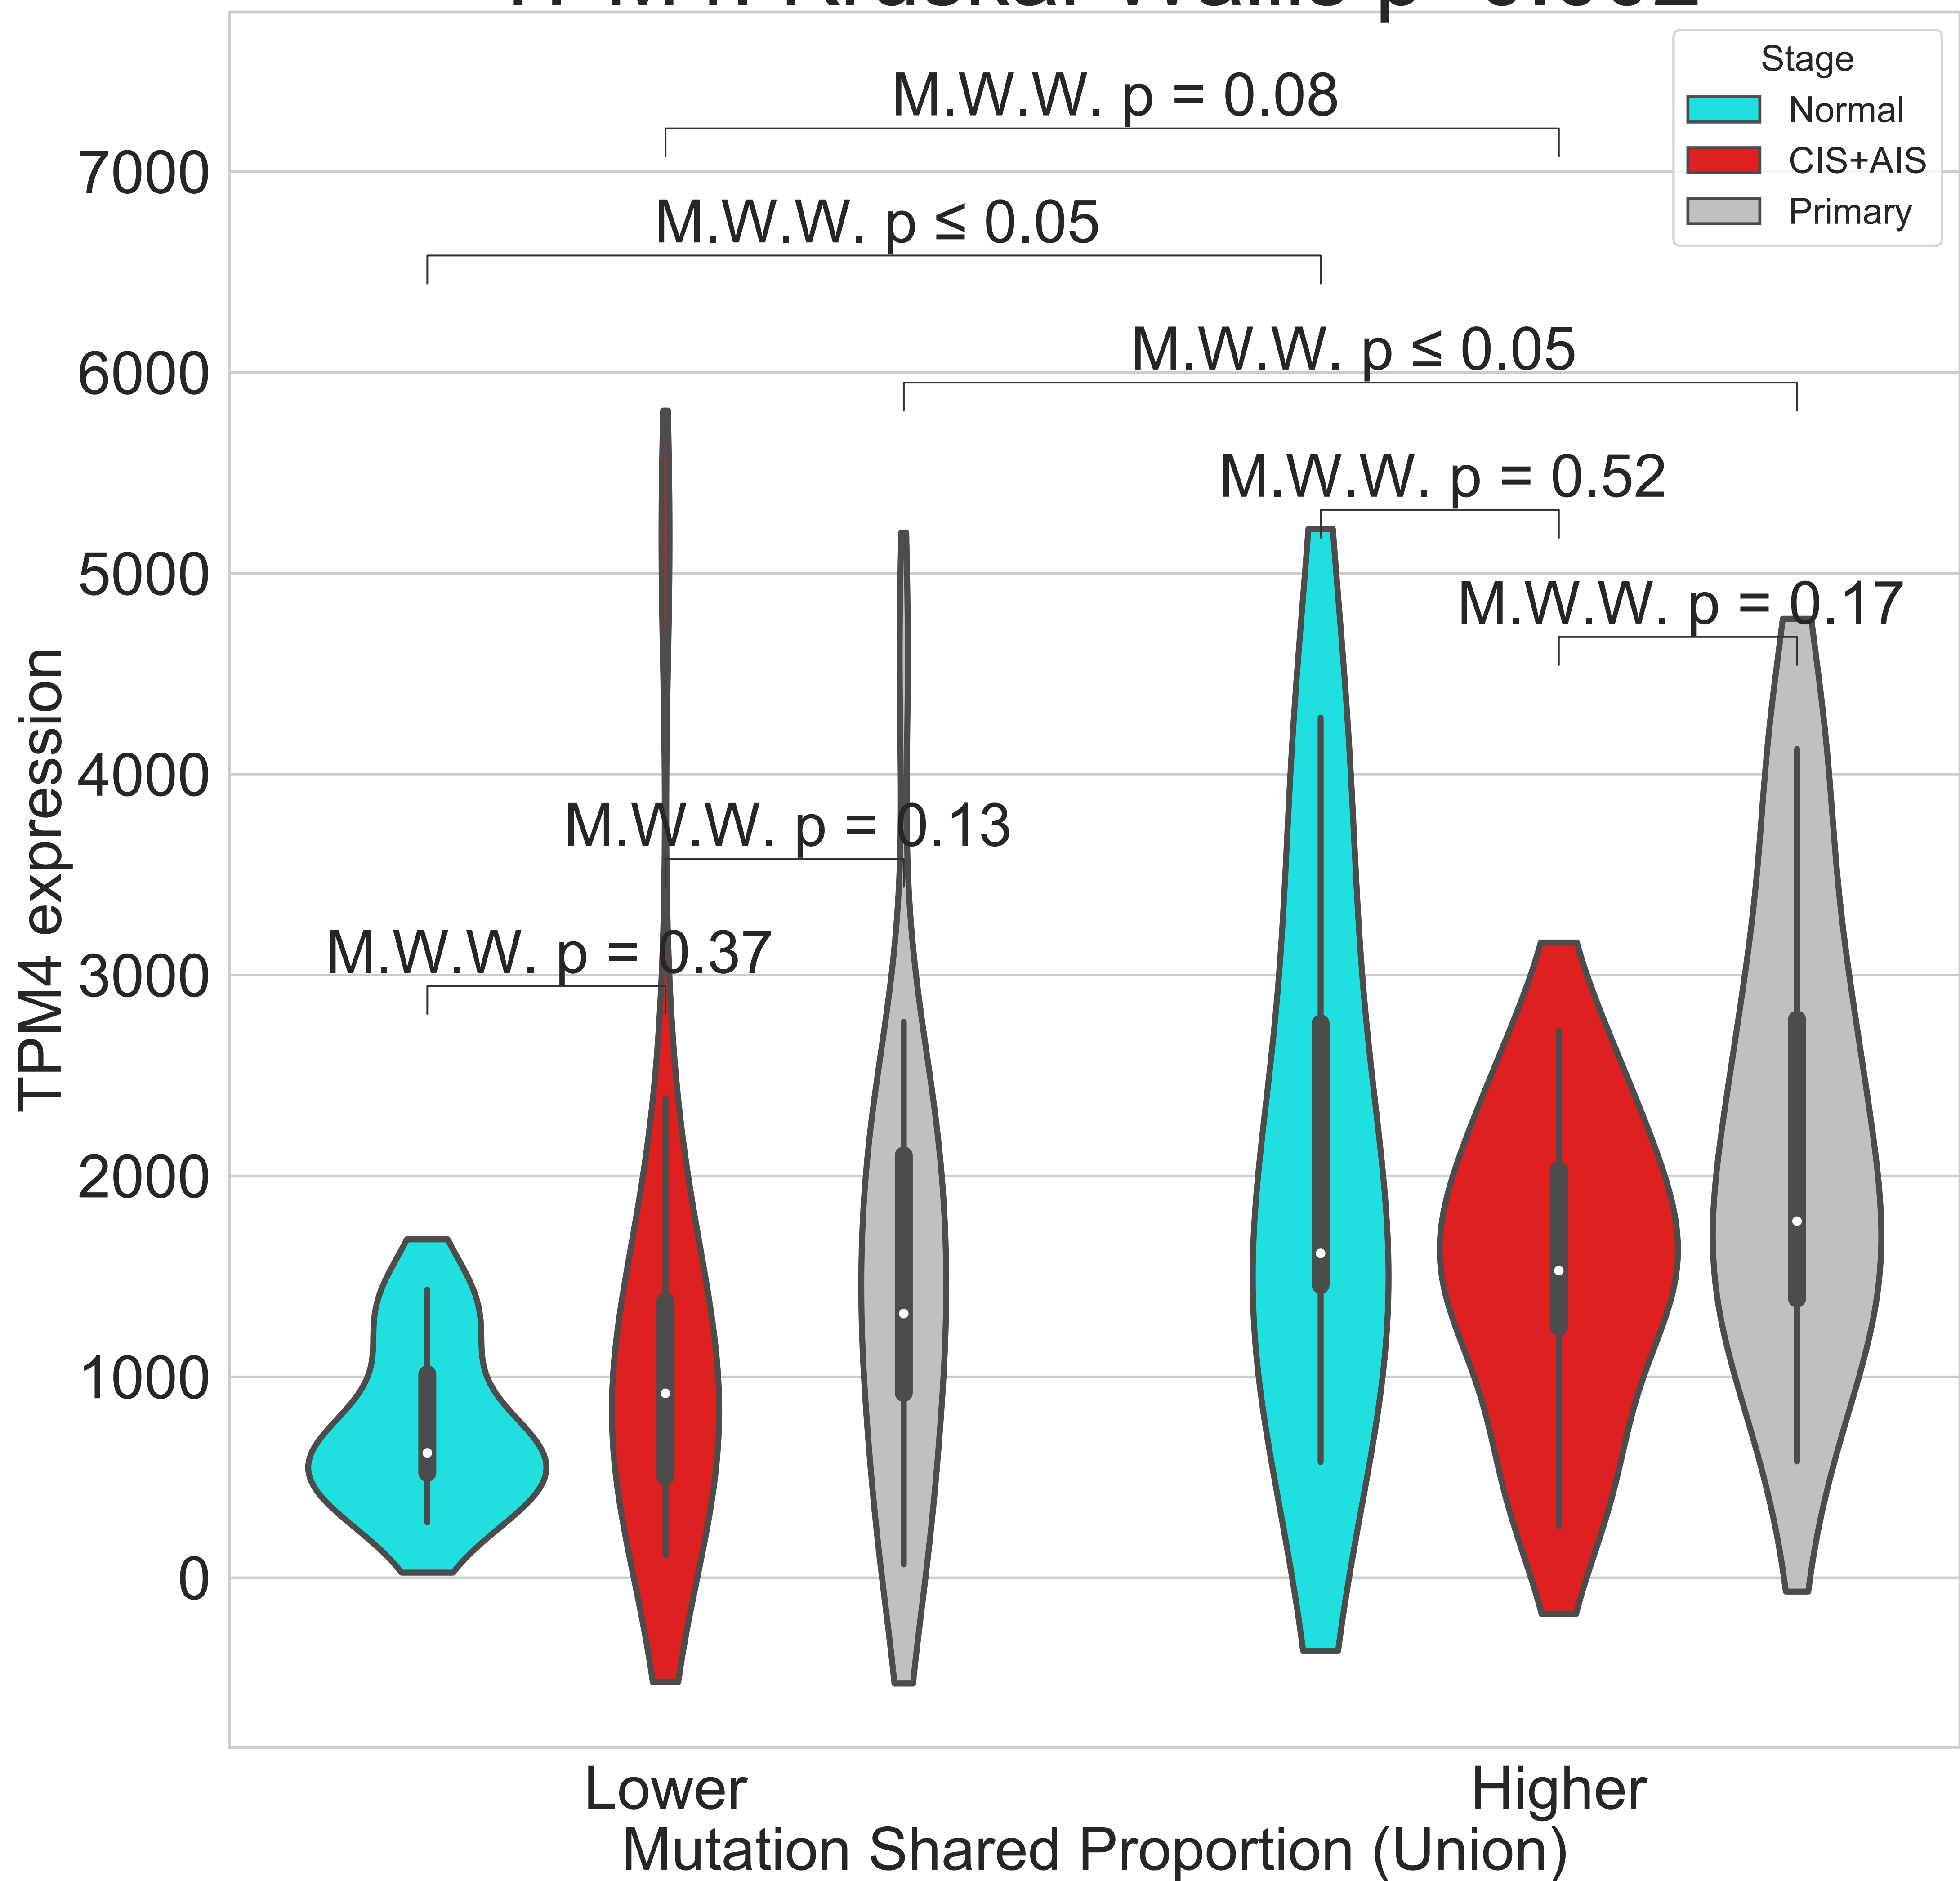 Stage
Normal
CIS+AIS
Primary
M.W.W. p = 0.08
M.W.W. p ≤ 0.05
M.W.W. p ≤ 0.05
M.W.W. p = 0.52
M.W.W. p = 0.17
M.W.W. p = 0.13
M.W.W. p = 0.37
7000
6000
5000
4000
3000
2000
1000
0
TPM4 expression
Lower
Higher
Mutation Shared Proportion (Union)